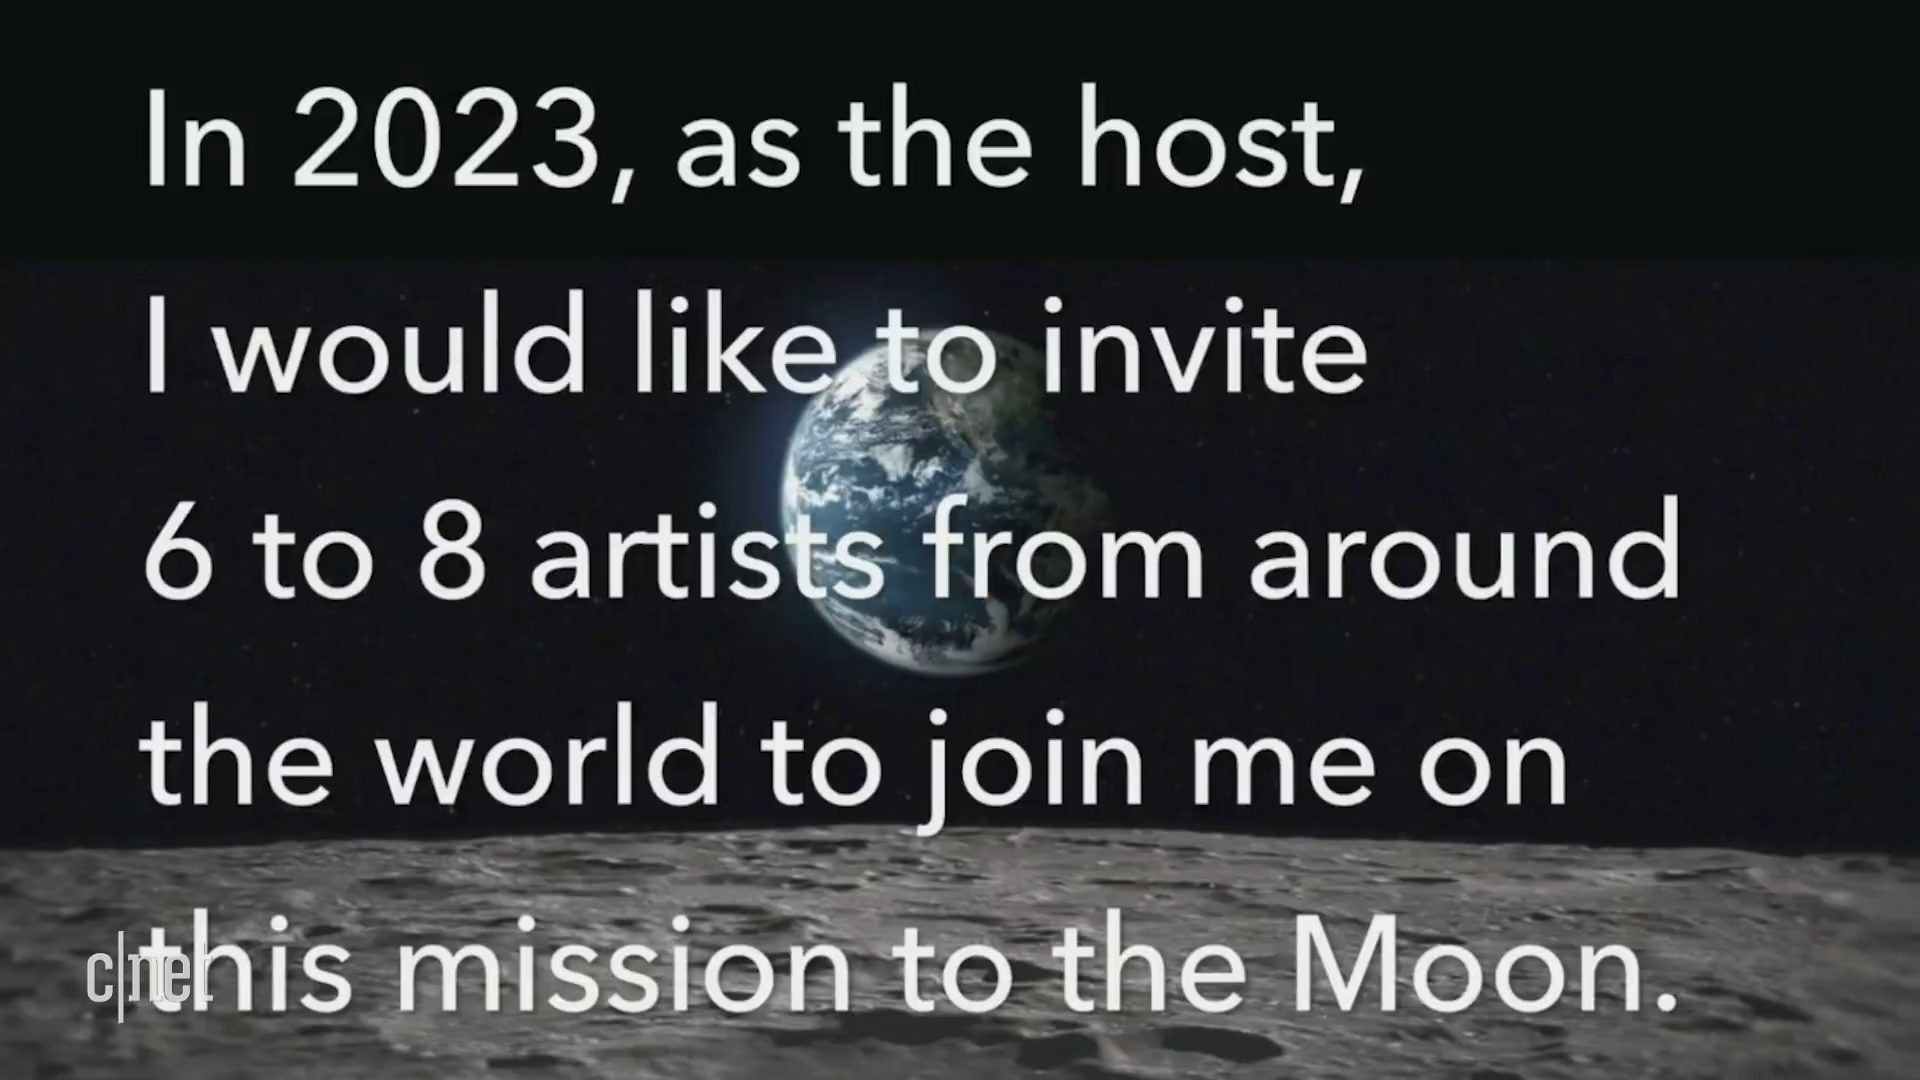 In 2023, as the host,
I would like to invite
6 to 8 artists from around
the world to join me on
this mission to the Moon.
c|net